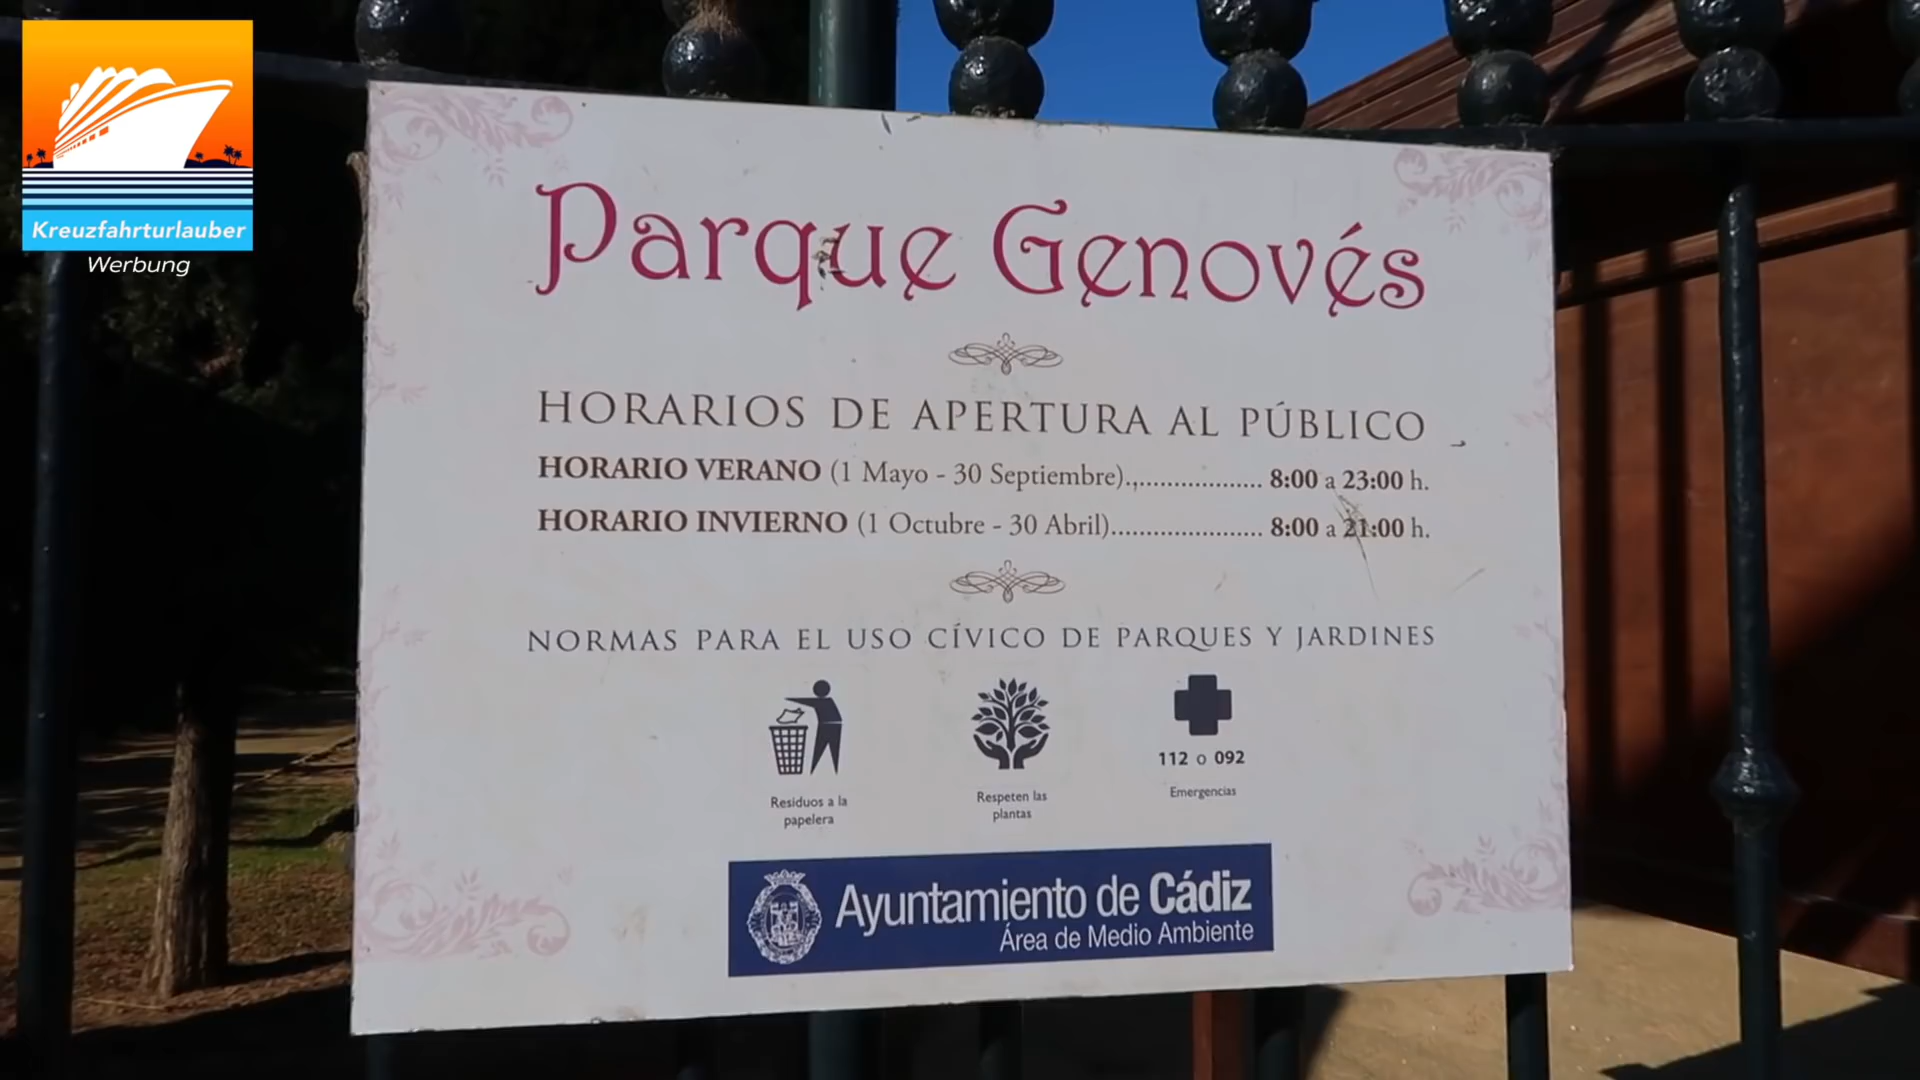 Kreuzfahrturlauber
Werbung
Parque Genovés
HORARIOS DE APERTURA AL PÚBLICO
HORARIO VERANO (1 Mayo - 30 Septiembre)..................... 8:00 a 23:00 h.
HORARIO INVIERNO (1 Octubre - 30 Abril)...................... 8:00 a 21:00 h.
NORMAS PARA EL USO CÍVICO DE PARQUES Y JARDINES
Residuos a la
papelera
Respeten las
plantas
112 o 092
Emergencias
Ayuntamiento de Cádiz
Área de Medio Ambiente